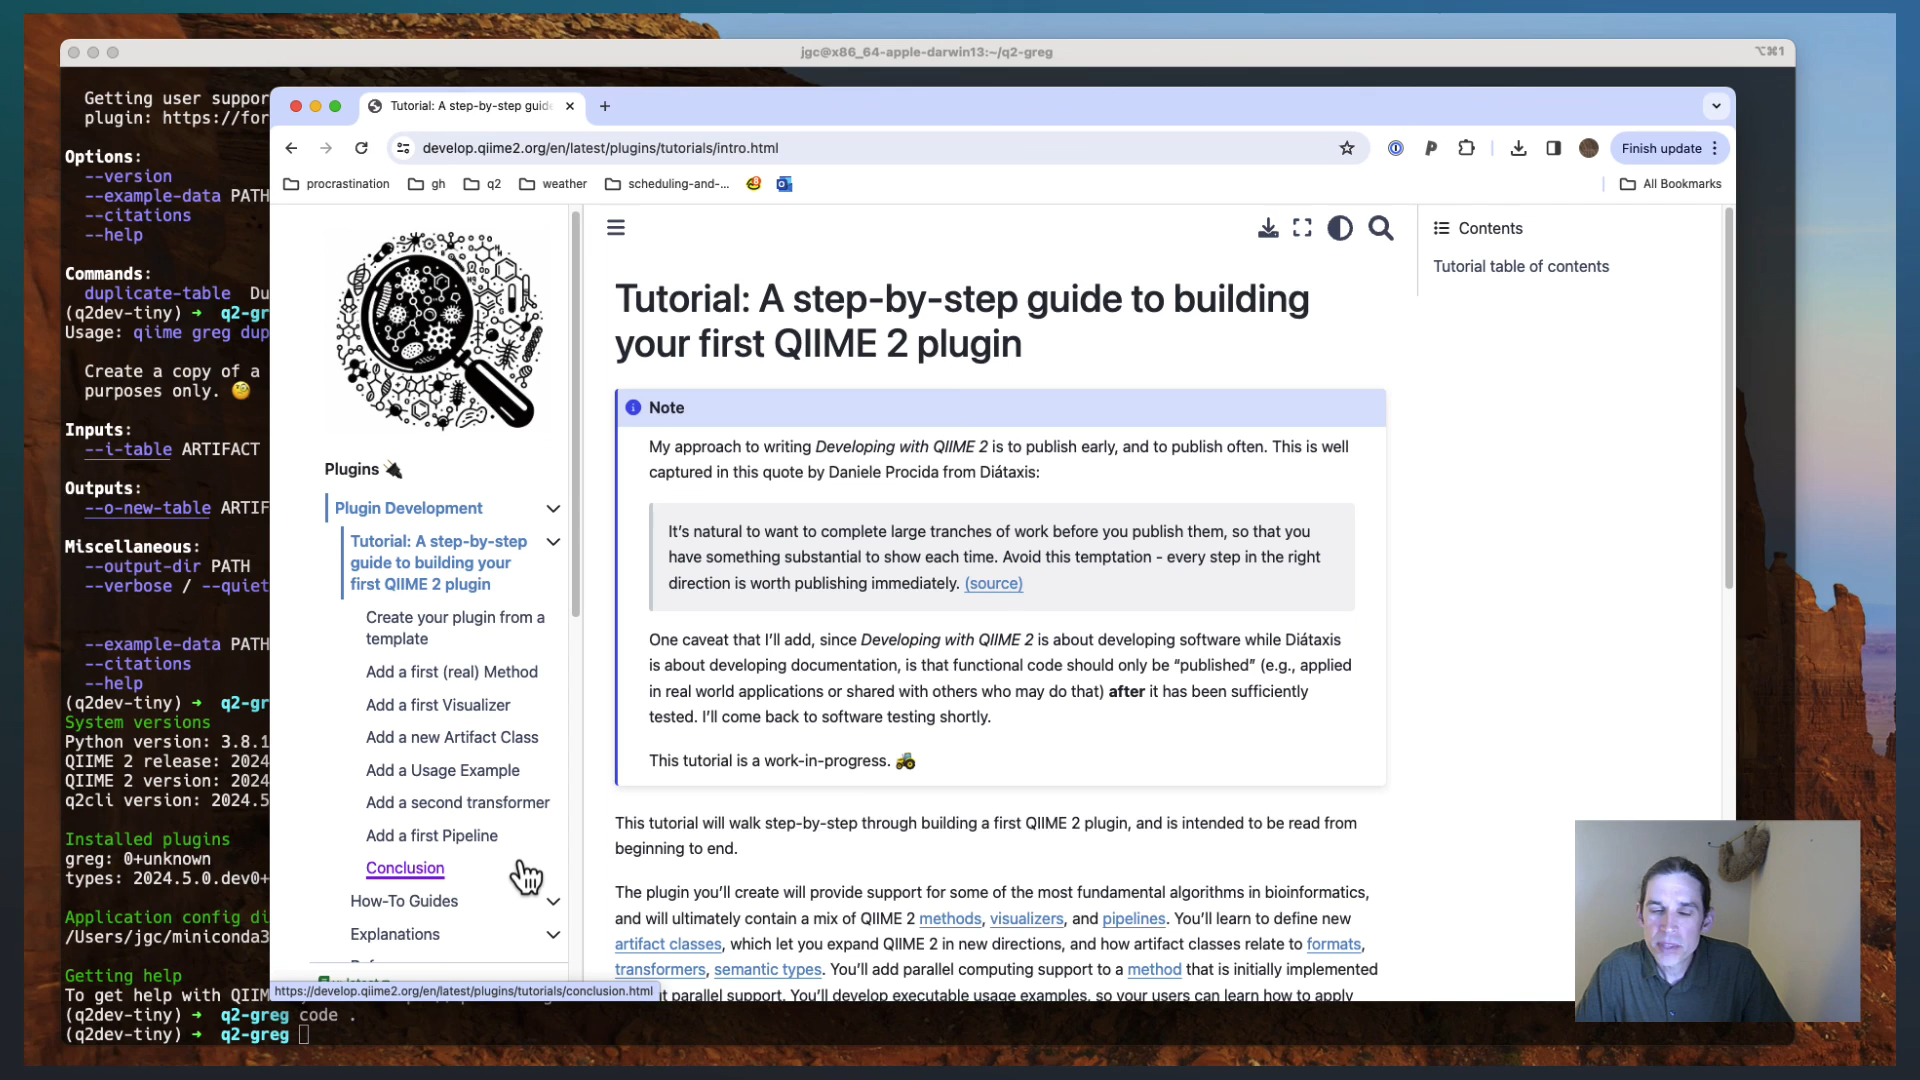 jgc@x86_64-apple-darwin13:~/q2-greg
⌥⌘1
Getting user suppor
plugin: https://for
Options:
--version
--example-data PATH
--citations
--help
Commands:
duplicate-table Du
(q2dev-tiny) ➜ q2-gr
Usage: qiime greg dup
Create a copy of a
purposes only. 🧐
Inputs:
--i-table ARTIFACT
Outputs:
--o-new-table ARTIF
Miscellaneous:
--output-dir PATH
--verbose / --quiet
--example-data PATH
--citations
--help
(q2dev-tiny) ➜ q2-gr
System versions
Python version: 3.8.1
QIIME 2 release: 2024
QIIME 2 version: 2024
q2cli version: 2024.5
Installed plugins
greg: 0+unknown
types: 2024.5.0.dev0+
Application config di
/Users/jgc/miniconda3
Getting help
To get help with QIIM
(q2dev-tiny) ➜ q2-greg code .
(q2dev-tiny) ➜ q2-greg
Tutorial: A step-by-step guide
develop.qiime2.org/en/latest/plugins/tutorials/intro.html
Finish update
procrastination
gh
q2
weather
scheduling-and-...
All Bookmarks
Plugins 🔌
Plugin Development
Tutorial: A step-by-step
guide to building your
first QIIME 2 plugin
Create your plugin from a
template
Add a first (real) Method
Add a first Visualizer
Add a new Artifact Class
Add a Usage Example
Add a second transformer
Add a first Pipeline
Conclusion
How-To Guides
Explanations
https://develop.qiime2.org/en/latest/plugins/tutorials/conclusion.html
Tutorial: A step-by-step guide to building
your first QIIME 2 plugin
Note
My approach to writing Developing with QIIME 2 is to publish early, and to publish often. This is well
captured in this quote by Daniele Procida from Diátaxis:
It's natural to want to complete large tranches of work before you publish them, so that you
have something substantial to show each time. Avoid this temptation - every step in the right
direction is worth publishing immediately. (source)
One caveat that I'll add, since Developing with QIIME 2 is about developing software while Diátaxis
is about developing documentation, is that functional code should only be “published” (e.g., applied
in real world applications or shared with others who may do that) after it has been sufficiently
tested. I'll come back to software testing shortly.
This tutorial is a work-in-progress. 🚜
This tutorial will walk step-by-step through building a first QIIME 2 plugin, and is intended to be read from
beginning to end.
The plugin you'll create will provide support for some of the most fundamental algorithms in bioinformatics,
and will ultimately contain a mix of QIIME 2 methods, visualizers, and pipelines. You'll learn to define new
artifact classes, which let you expand QIIME 2 in new directions, and how artifact classes relate to formats,
transformers, semantic types. You'll add parallel computing support to a method that is initially implemented
t parallel support. You'll develop executable usage examples, so your users can learn how to apply
Contents
Tutorial table of contents